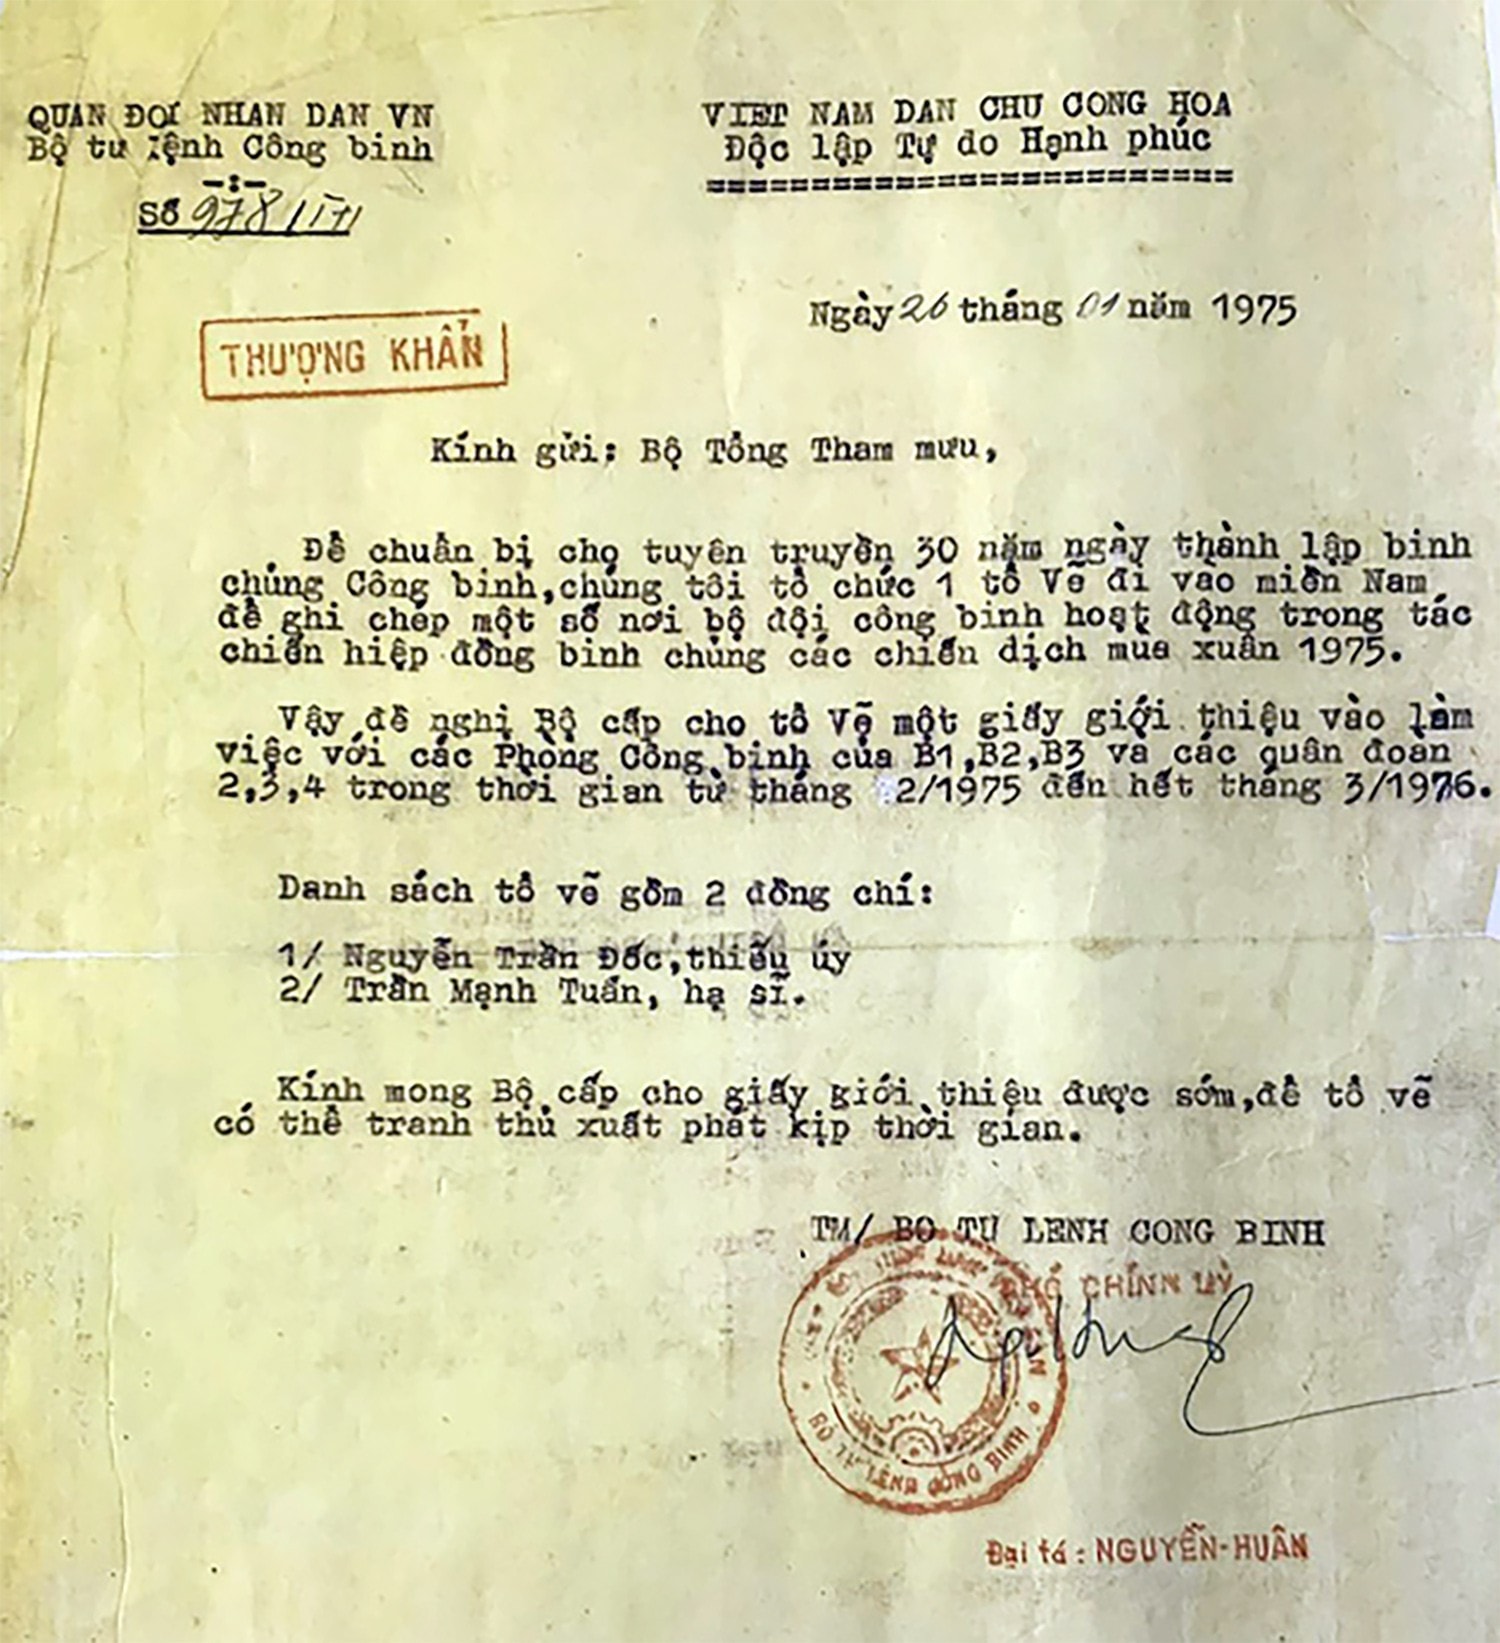 QUAN ĐOI NHAN DAN VN
Bộ tư lệnh Công binh
-:-
Số 978/
VIET NAM DAN CHU CONG HOA
Độc lập Tự do Hạnh phúc
=========================
Ngày 26 tháng 01 năm 1975
THƯỢNG KHẨN
Kính gửi: Bộ Tổng Tham mưu,
Để chuẩn bị cho tuyên truyền 30 năm ngày thành lập binh
chủng Công binh,chúng tôi tổ chức 1 tổ Vẽ đi vào miền Nam
để ghi chép một số nơi bộ đội công binh hoạt động trong tác
chiến hiệp đồng binh chủng các chiến dịch mùa xuân 1975.
Vậy đề nghị Bộ cấp cho tổ Vẽ một giấy giới thiệu vào làm
việc với các Phòng Công binh của B1,B2,B3 và các quân đoàn
2,3,4 trong thời gian từ tháng 2/1975 đến hết tháng 3/1976.
Danh sách tổ vẽ gồm 2 đồng chí:
1/ Nguyễn Trần Đốc,thiếu úy
2/ Trần Mạnh Tuấn, hạ sĩ.
Kính mong Bộ cấp cho giấy giới thiệu được sớm,để tổ vẽ
có thể tranh thủ xuất phát kịp thời gian.
TM/ BO TU LENH CONG BINH
PHÓ CHÍNH UỶ
BỘ TƯ LỆNH CÔNG BINH
Đại tá : NGUYỄN-HUÂN